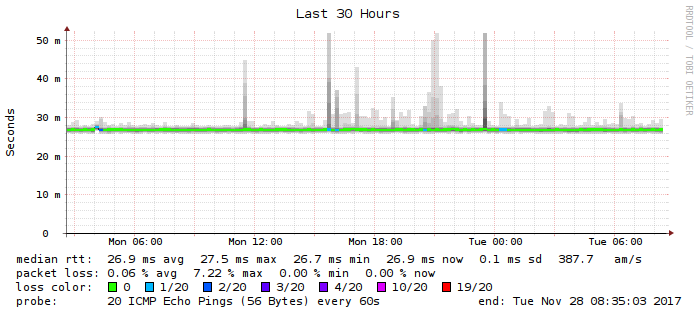 Last 30 Hours
RRDTOOL / TOBI OETIKER
Seconds
50 m
40 m
30 m
20 m
10 m
0
Mon 06:00 Mon 12:00 Mon 18:00 Tue 00:00 Tue 06:00
median rtt: 26.9 ms avg 27.5 ms max 26.7 ms min 26.9 ms now 0.1 ms sd 387.7 am/s
packet loss: 0.06 % avg 7.22 % max 0.00 % min 0.00 % now
loss color: 0 1/20 2/20 3/20 4/20 10/20 19/20
probe: 20 ICMP Echo Pings (56 Bytes) every 60s end: Tue Nov 28 08:35:03 2017